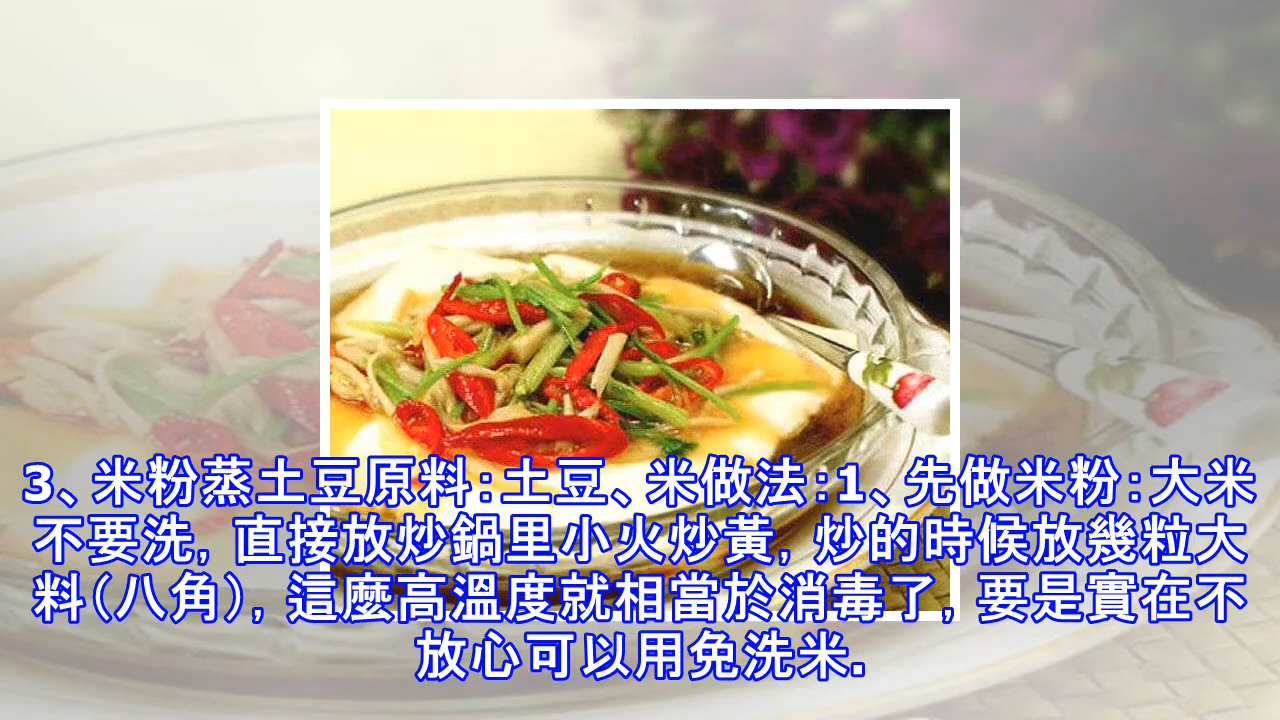 3、米粉蒸土豆原料:土豆、米做法:1、先做米粉:大米
不要洗, 直接放炒鍋里小火炒黃, 炒的時候放幾粒大
料(八角), 這麼高溫度就相當於消毒了, 要是實在不
放心可以用免洗米.